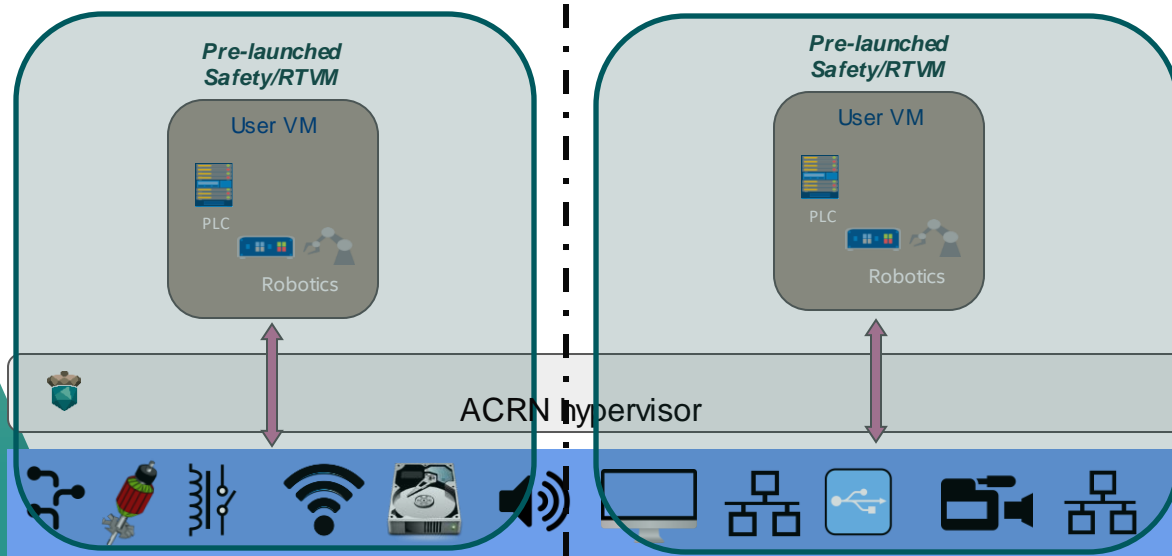 Pre-launched
Safety/RTVM
User VM
PLC
Robotics
Pre-launched
Safety/RTVM
User VM
PLC
Robotics
ACRN hypervisor